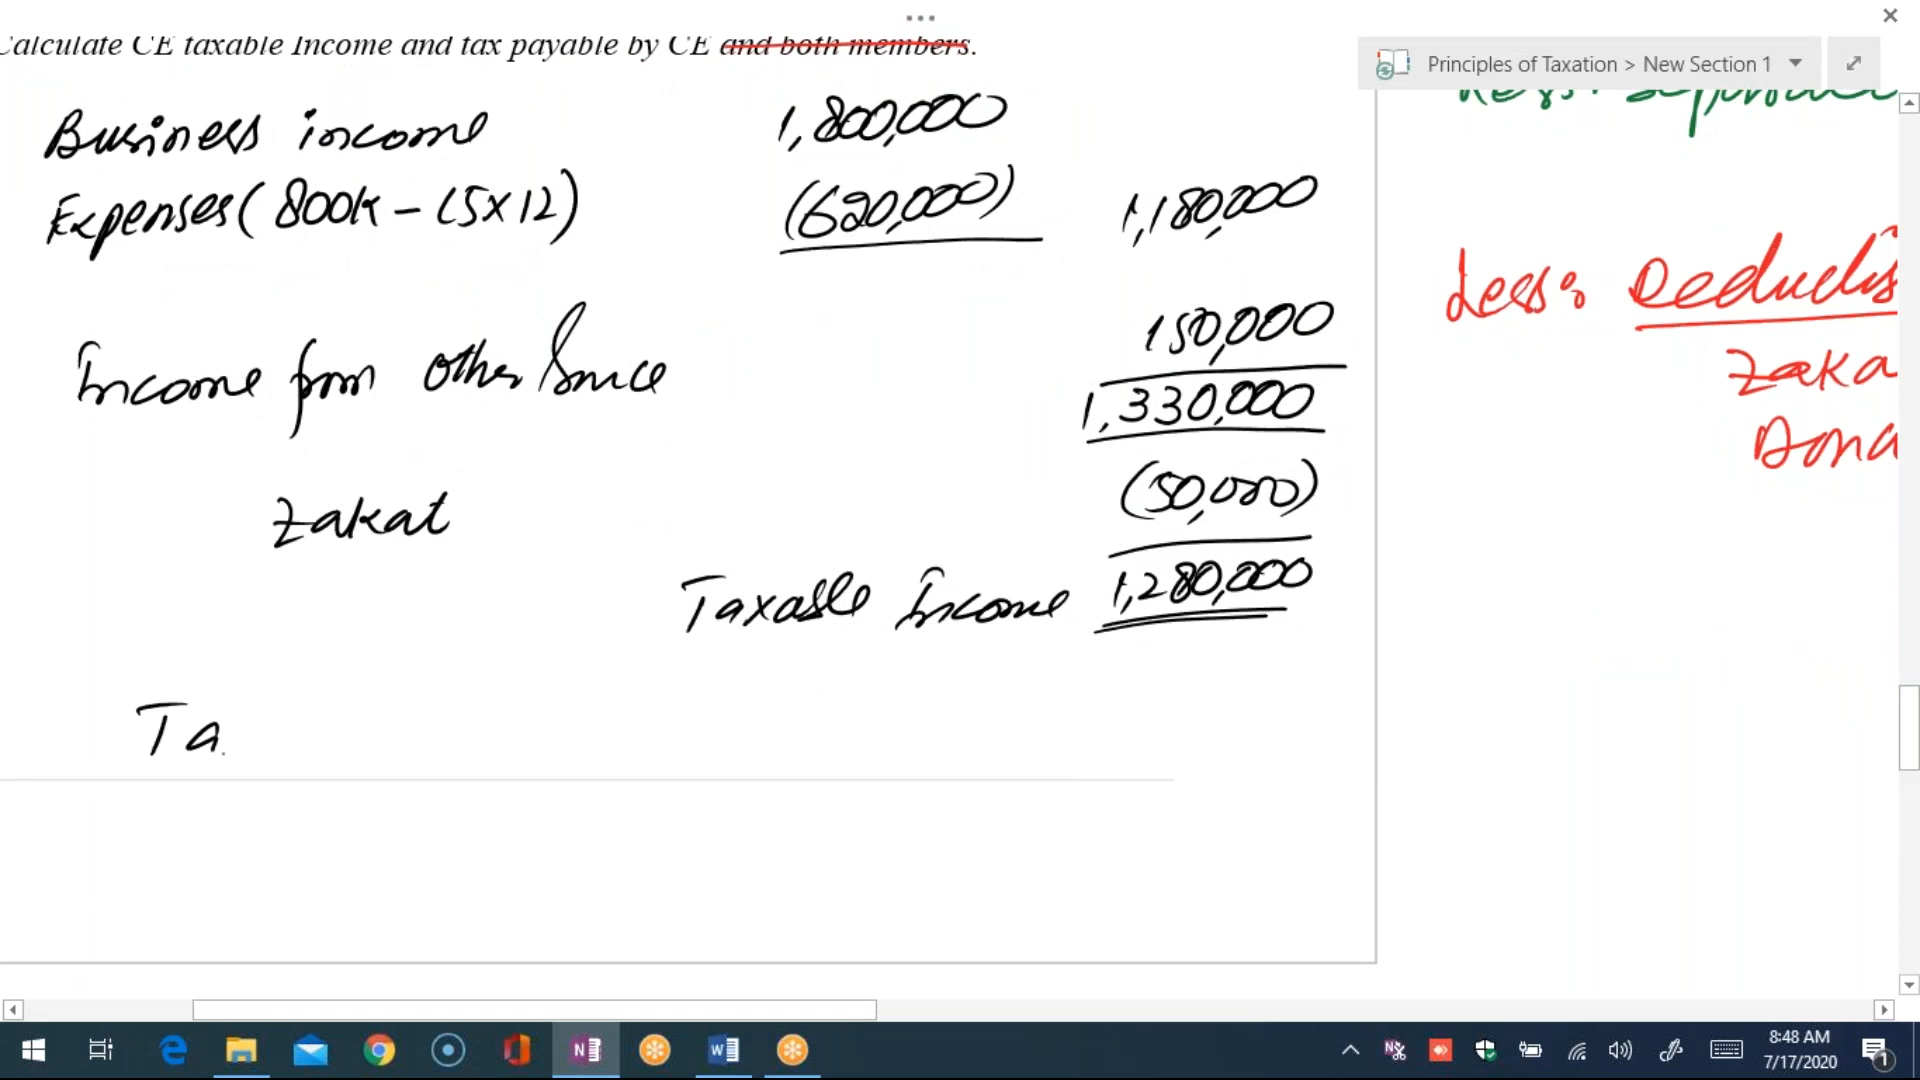 Calculate CE taxable Income and tax payable by CE and both members.
Principles of Taxation > New Section 1
Business income 1,800,000
Expenses (800k - 15x12) (620,000) 1,180,000
Less: Deductis
Income from Other Source 150,000
1,330,000
Zaka
Dona
Zakat (50,000)
Taxable Income 1,280,000
Ta
8:48 AM
7/17/2020
1